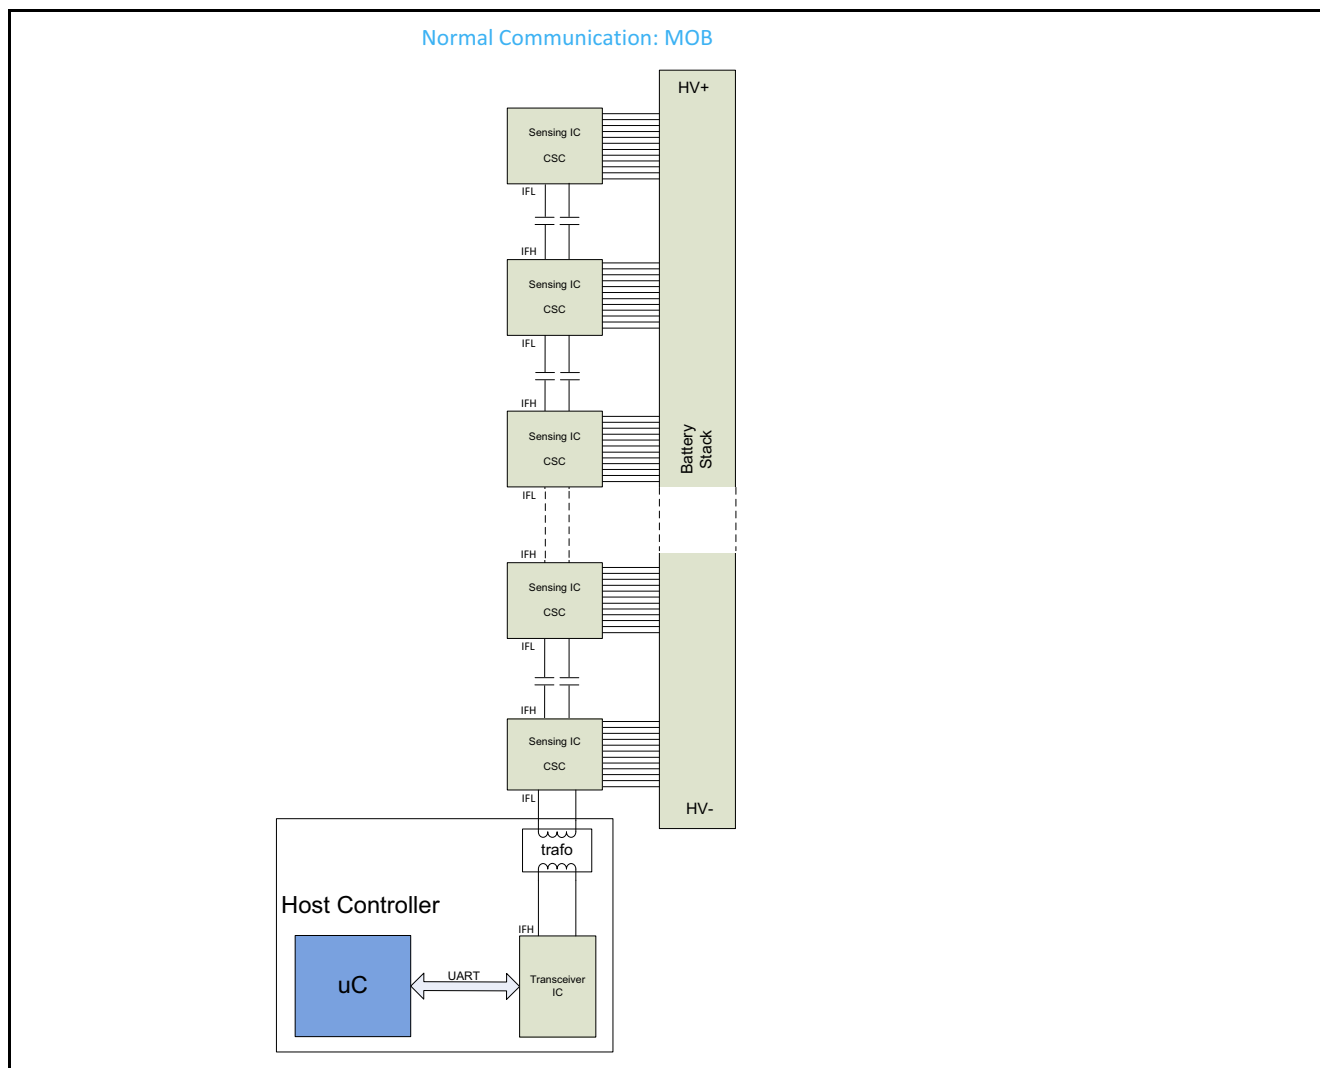 Normal Communication: MOB
HV+
Sensing IC
CSC
IFL
IFH
Sensing IC
CSC
IFL
IFH
Sensing IC
CSC
Battery
Stack
IFL
IFH
Sensing IC
CSC
IFL
IFH
Sensing IC
CSC
IFL
HV-
trafo
Host Controller
IFH
uC
UART
Transceiver
IC